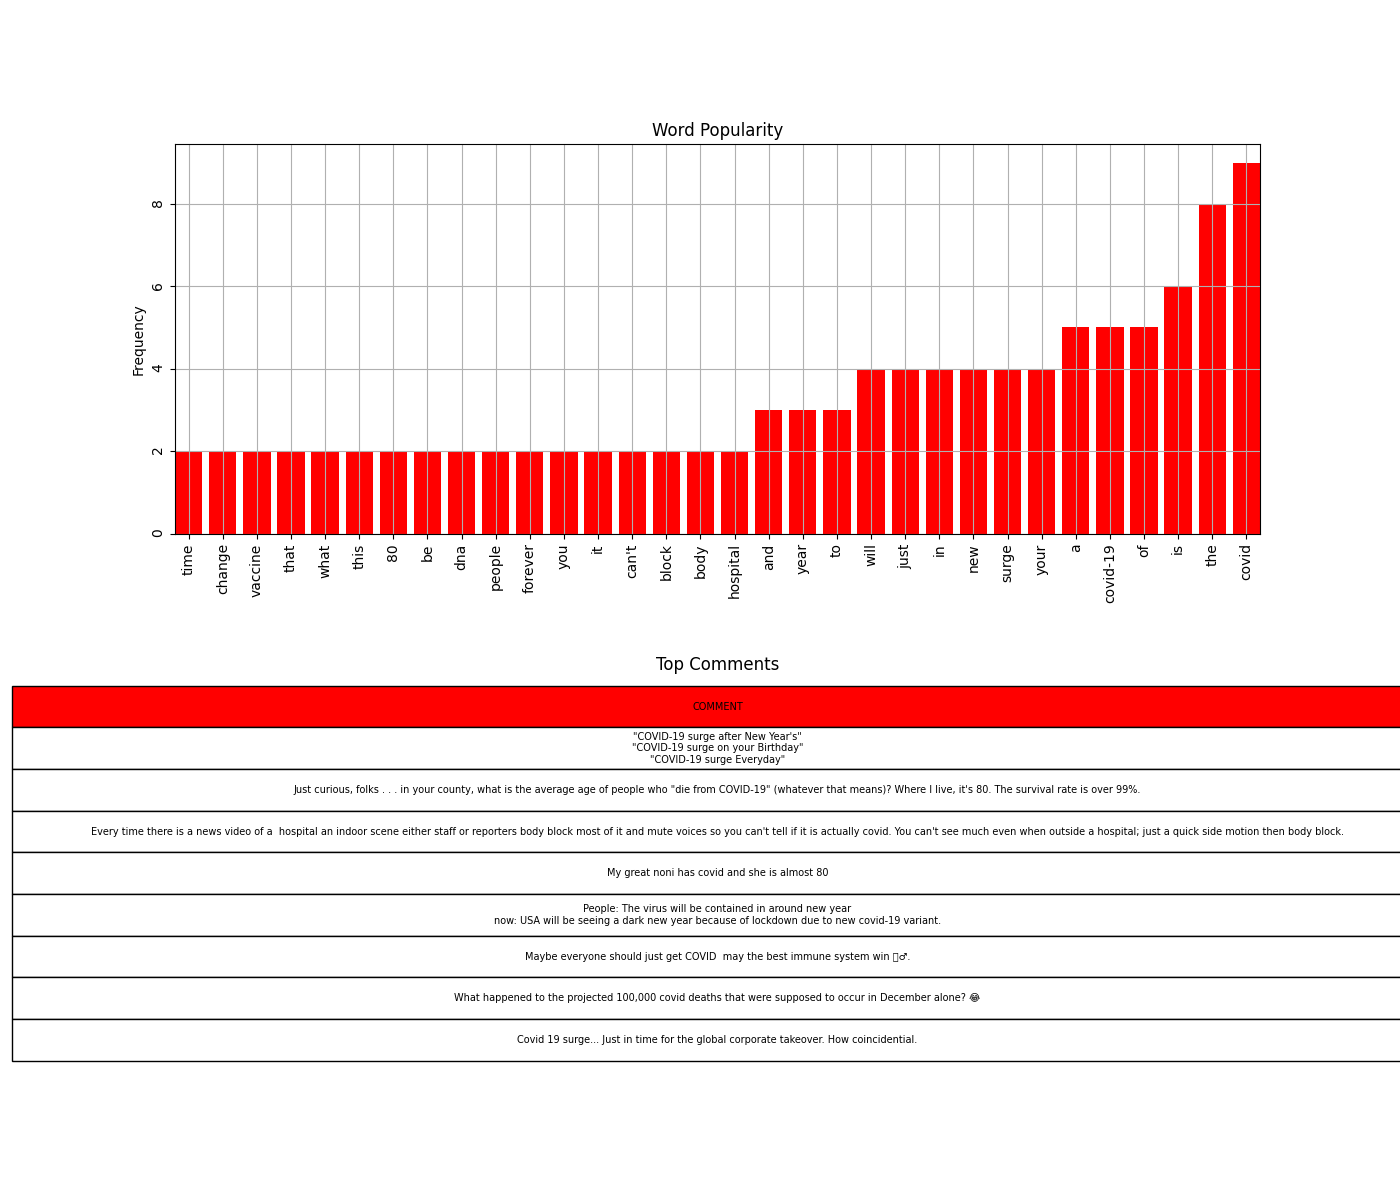 Word Popularity
Frequency
8
6
4
2
0
time change vaccine that what this 80 be dna people forever you it can't block body hospital and year to will just in new surge your a covid-19 of is the covid
Top Comments
COMMENT
"COVID-19 surge after New Year's"
"COVID-19 surge on your Birthday"
"COVID-19 surge Everyday"
Just curious, folks . . . in your county, what is the average age of people who "die from COVID-19" (whatever that means)? Where I live, it's 80. The survival rate is over 99%.
Every time there is a news video of a  hospital an indoor scene either staff or reporters body block most of it and mute voices so you can't tell if it is actually covid. You can't see much even when outside a hospital; just a quick side motion then body block.
My great noni has covid and she is almost 80
People: The virus will be contained in around new year
now: USA will be seeing a dark new year because of lockdown due to new covid-19 variant.
Maybe everyone should just get COVID  may the best immune system win ▯♂.
What happened to the projected 100,000 covid deaths that were supposed to occur in December alone? 😂
Covid 19 surge... Just in time for the global corporate takeover. How coincidental.